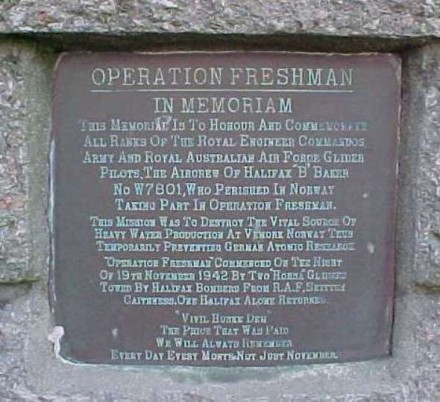 OPERATION FRESHMAN
IN MEMORIAM
THIS MEMORIAL IS TO HONOUR AND COMMEMORATE
ALL RANKS OF THE ROYAL ENGINEER COMMANDOS
ARMY AND ROYAL AUSTRALIAN AIR FORCE GLIDER
PILOTS, THE AIRCREW OF HALIFAX "B" BAKER
NO W7801, WHO PERISHED IN NORWAY
TAKING PART IN OPERATION FRESHMAN.
THIS MISSION WAS TO DESTROY THE VITAL SOURCE OF
HEAVY WATER PRODUCTION AT VEMORK NORWAY THUS
TEMPORARILY PREVENTING GERMAN ATOMIC RESEARCH.
"OPERATION FRESHMAN" COMMENCED ON THE NIGHT
OF 19TH NOVEMBER 1942 BY TWO "HORSA" GLIDERS
TOWED BY HALIFAX BOMBERS FROM R.A.F, SKITTEN
CAITHNESS. ONE HALIFAX ALONE RETURNED.
"VIVIL HUSKE DEM"
THE PRICE THAT WAS PAID
WE WILL ALWAYS REMEMBER
EVERY DAY EVERY MONTH, NOT JUST NOVEMBER.